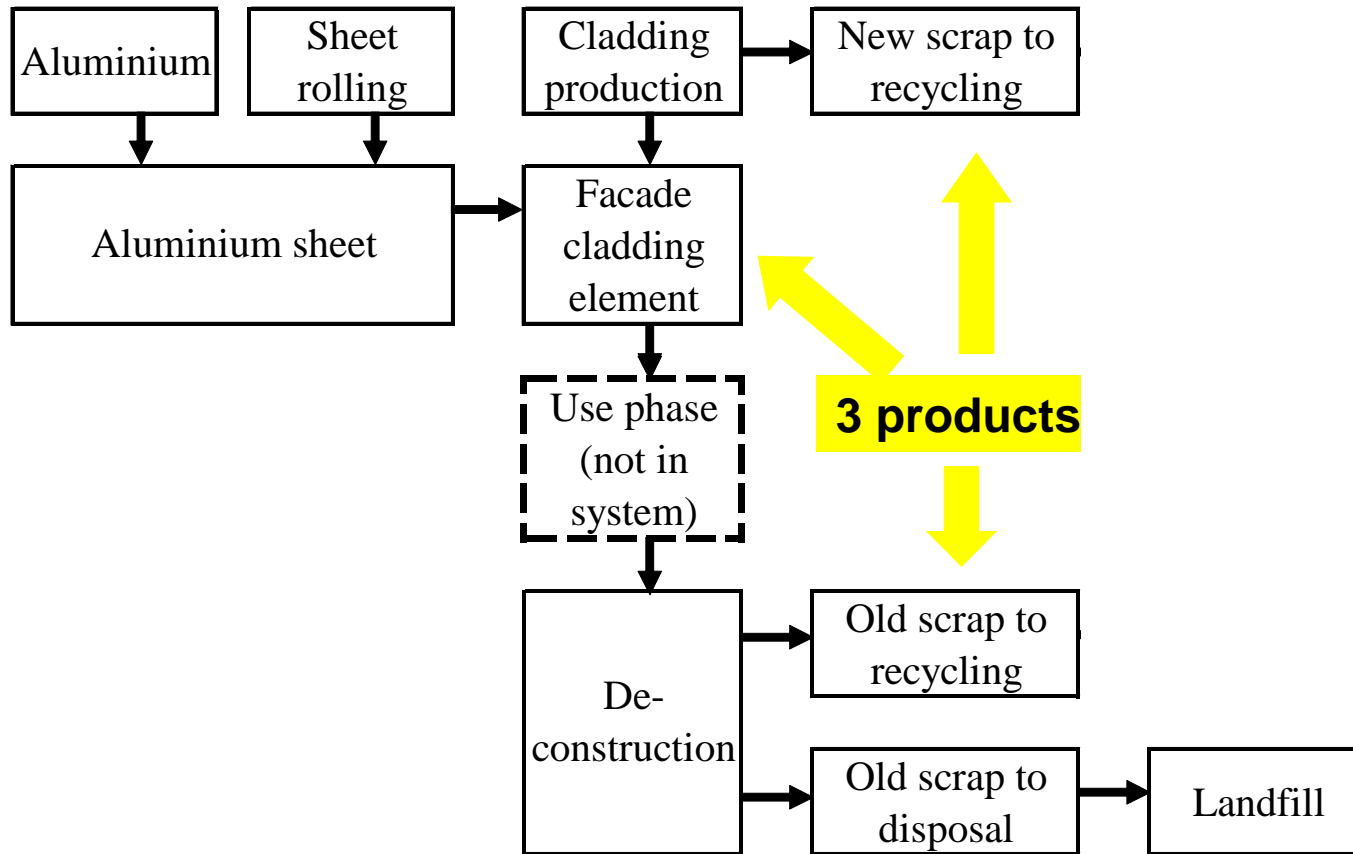 Aluminium
Sheet
rolling
Cladding
production
New scrap to
recycling
Aluminium sheet
Facade
cladding
element
Use phase
(not in
system)
3 products
De-
construction
Old scrap to
recycling
Old scrap to
disposal
Landfill